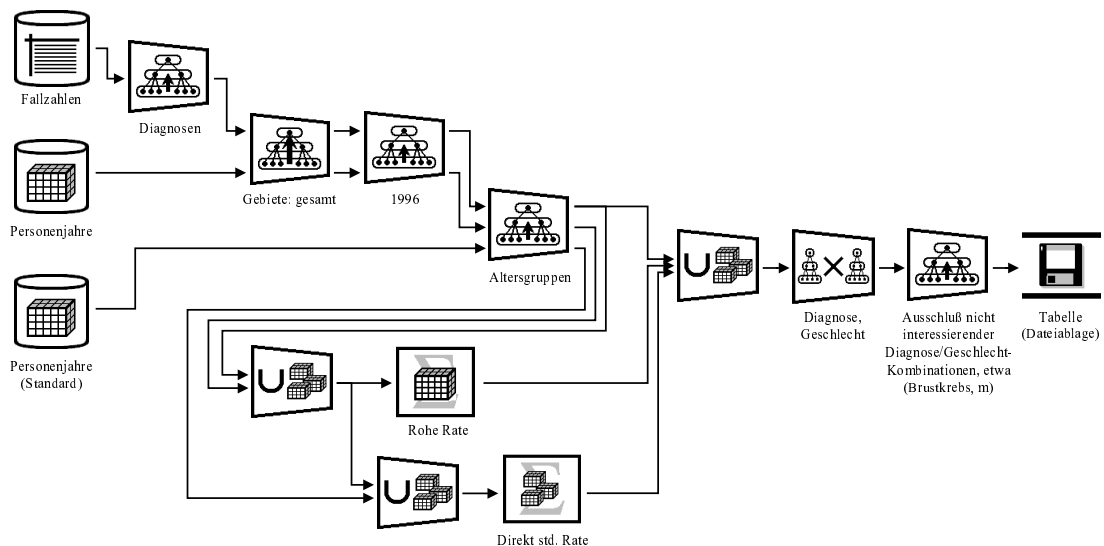 Fallzahlen
Diagnosen
Personenjahre
Gebiete: gesamt
1996
Altersgruppen
Personenjahre
(Standard)
Rohe Rate
Direkt std. Rate
Diagnose,
Geschlecht
Ausschluß nicht
interessierender
Diagnose/Geschlecht-
Kombinationen, etwa
(Brustkrebs, m)
Tabelle
(Dateiablage)